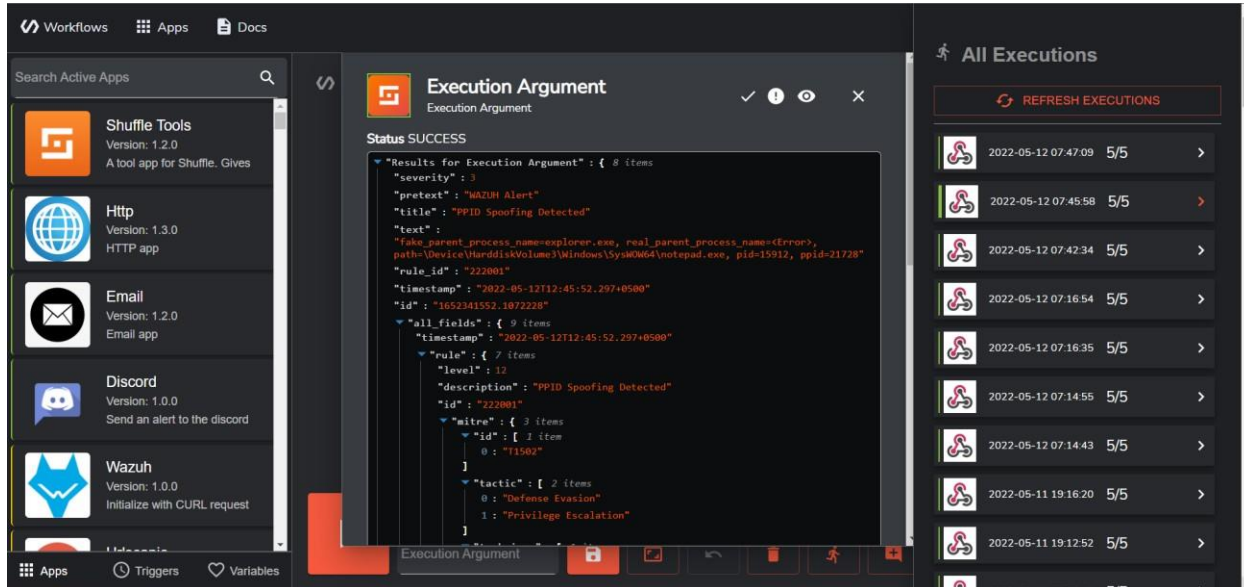 Workflows
Apps
Docs
Search Active Apps
Shuffle Tools
Version: 1.2.0
A tool app for Shuffle. Gives
Http
Version: 1.3.0
HTTP app
Email
Version: 1.2.0
Email app
Discord
Version: 1.0.0
Send an alert to the discord
Wazuh
Version: 1.0.0
Initialize with CURL request
Apps
Triggers
Variables
Execution Argument
Execution Argument
Status SUCCESS
"Results for Execution Argument" : { 8 items
"severity" : 3
"pretext" : "WAZUH Alert"
"title" : "PPID Spoofing Detected"
"text" :
"fake_parent_process_name=explorer.exe, real_parent_process_name=<Error>,
path=\Device\HarddiskVolume3\Windows\SysWOW64\notepad.exe, pid=15912, ppid=21728"
"rule_id" : "222001"
"timestamp" : "2022-05-12T12:45:52.297+0500"
"id" : "1652341552.1072228"
"all_fields" : { 9 items
"timestamp" : "2022-05-12T12:45:52.297+0500"
"rule" : { 7 items
"level" : 12
"description" : "PPID Spoofing Detected"
"id" : "222001"
"mitre" : { 3 items
"id" : [ 1 item
0 : "T1502"
]
"tactic" : [ 2 items
0 : "Defense Evasion"
1 : "Privilege Escalation"
]
Execution Argument
All Executions
REFRESH EXECUTIONS
2022-05-12 07:47:09 5/5
2022-05-12 07:45:58 5/5
2022-05-12 07:42:34 5/5
2022-05-12 07:16:54 5/5
2022-05-12 07:16:35 5/5
2022-05-12 07:14:55 5/5
2022-05-12 07:14:43 5/5
2022-05-11 19:16:20 5/5
2022-05-11 19:12:52 5/5